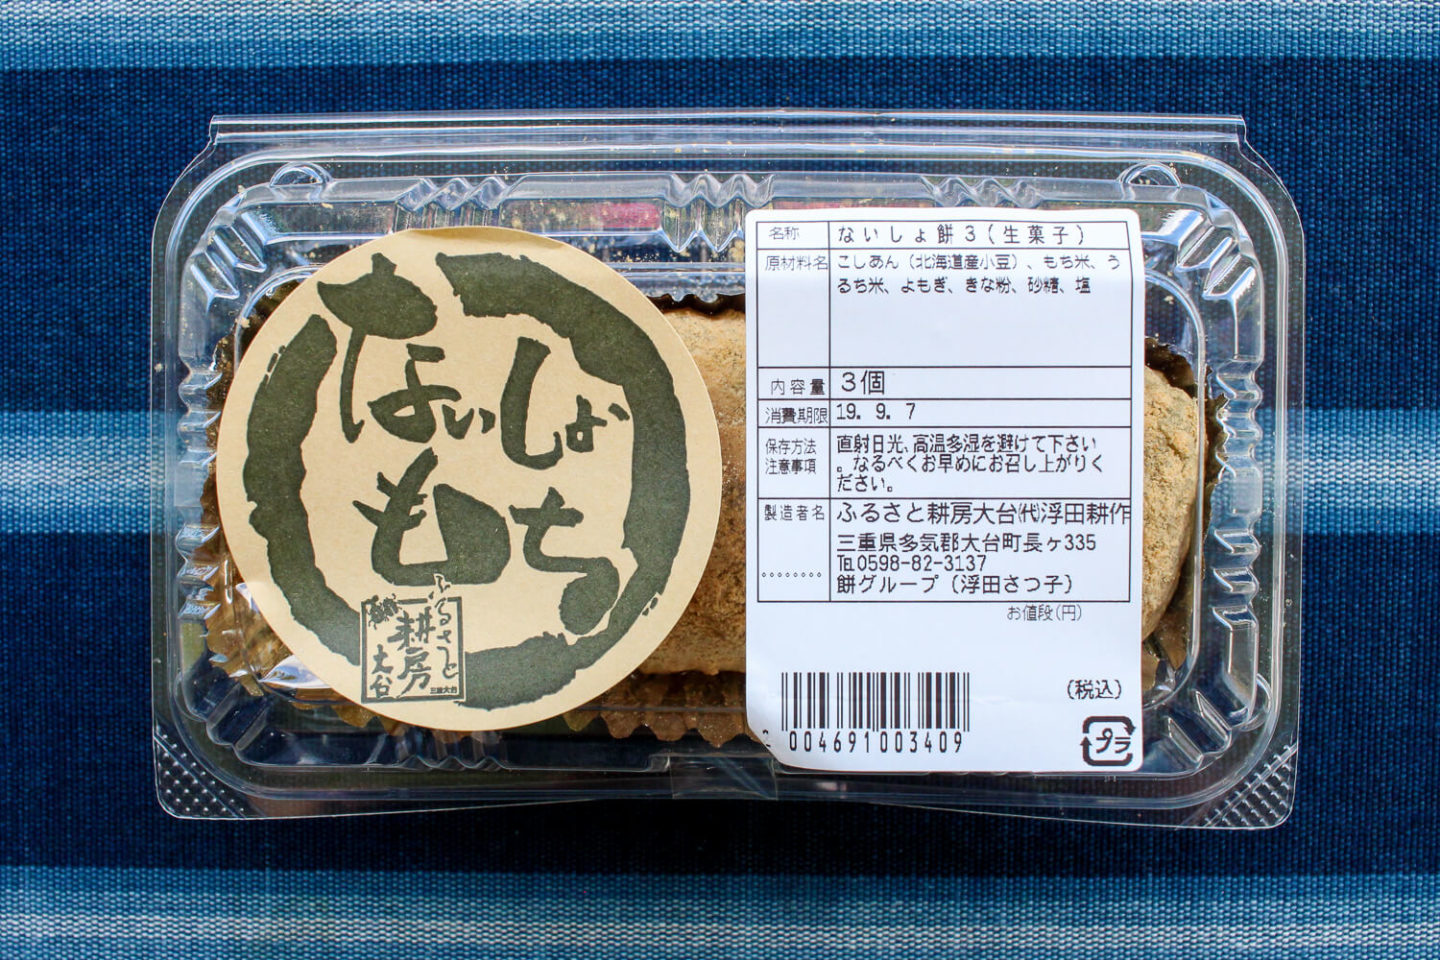 ないしょ
もち
ふるさと
耕房
大台
三重大台
名称 ないしょ餅3(生菓子)
原材料名 こしあん(北海道産小豆)、もち米、う
るち米、よもぎ、きな粉、砂糖、塩
内容量 3個
消費期限 19. 9. 7
保存方法 直射日光、高温多湿を避けて下さい
注意事項 。なるべくお早めにお召し上がりく
ださい。
製造者名 ふるさと耕房大台㈹浮田耕作
三重県多気郡大台町長ヶ335
℡0598-82-3137
餅グループ(浮田さつ子)
お値段(円)
(税込)
2 004691003409
プラ